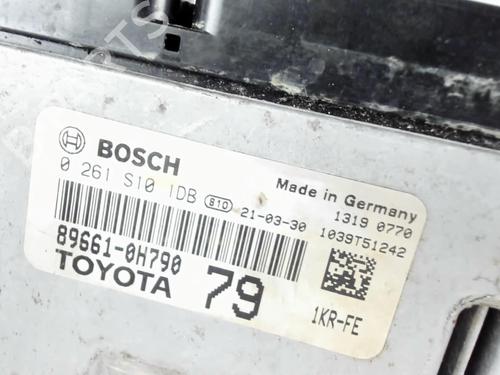 BOSCH
0 261 S10 1DB B10 21-03-30
Made in Germany
1319 0770
1039T51242
89661-0H790
TOYOTA 79
1KR-FE